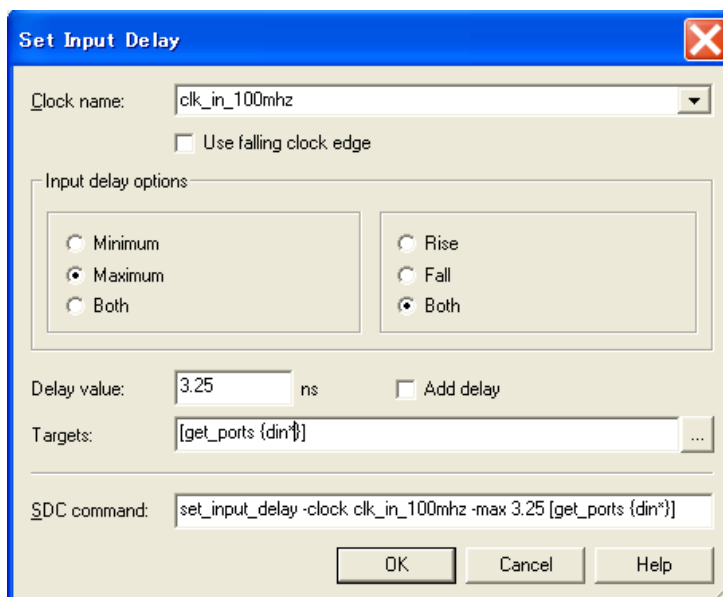 Set Input Delay
Clock name: clk_in_100mhz
Use falling clock edge
Input delay options
Minimum Rise
Maximum Fall
Both Both
Delay value: 3.25 ns Add delay
Targets: [get_ports {din*}] ...
SDC command: set_input_delay -clock clk_in_100mhz -max 3.25 [get_ports {din*}]
OK Cancel Help